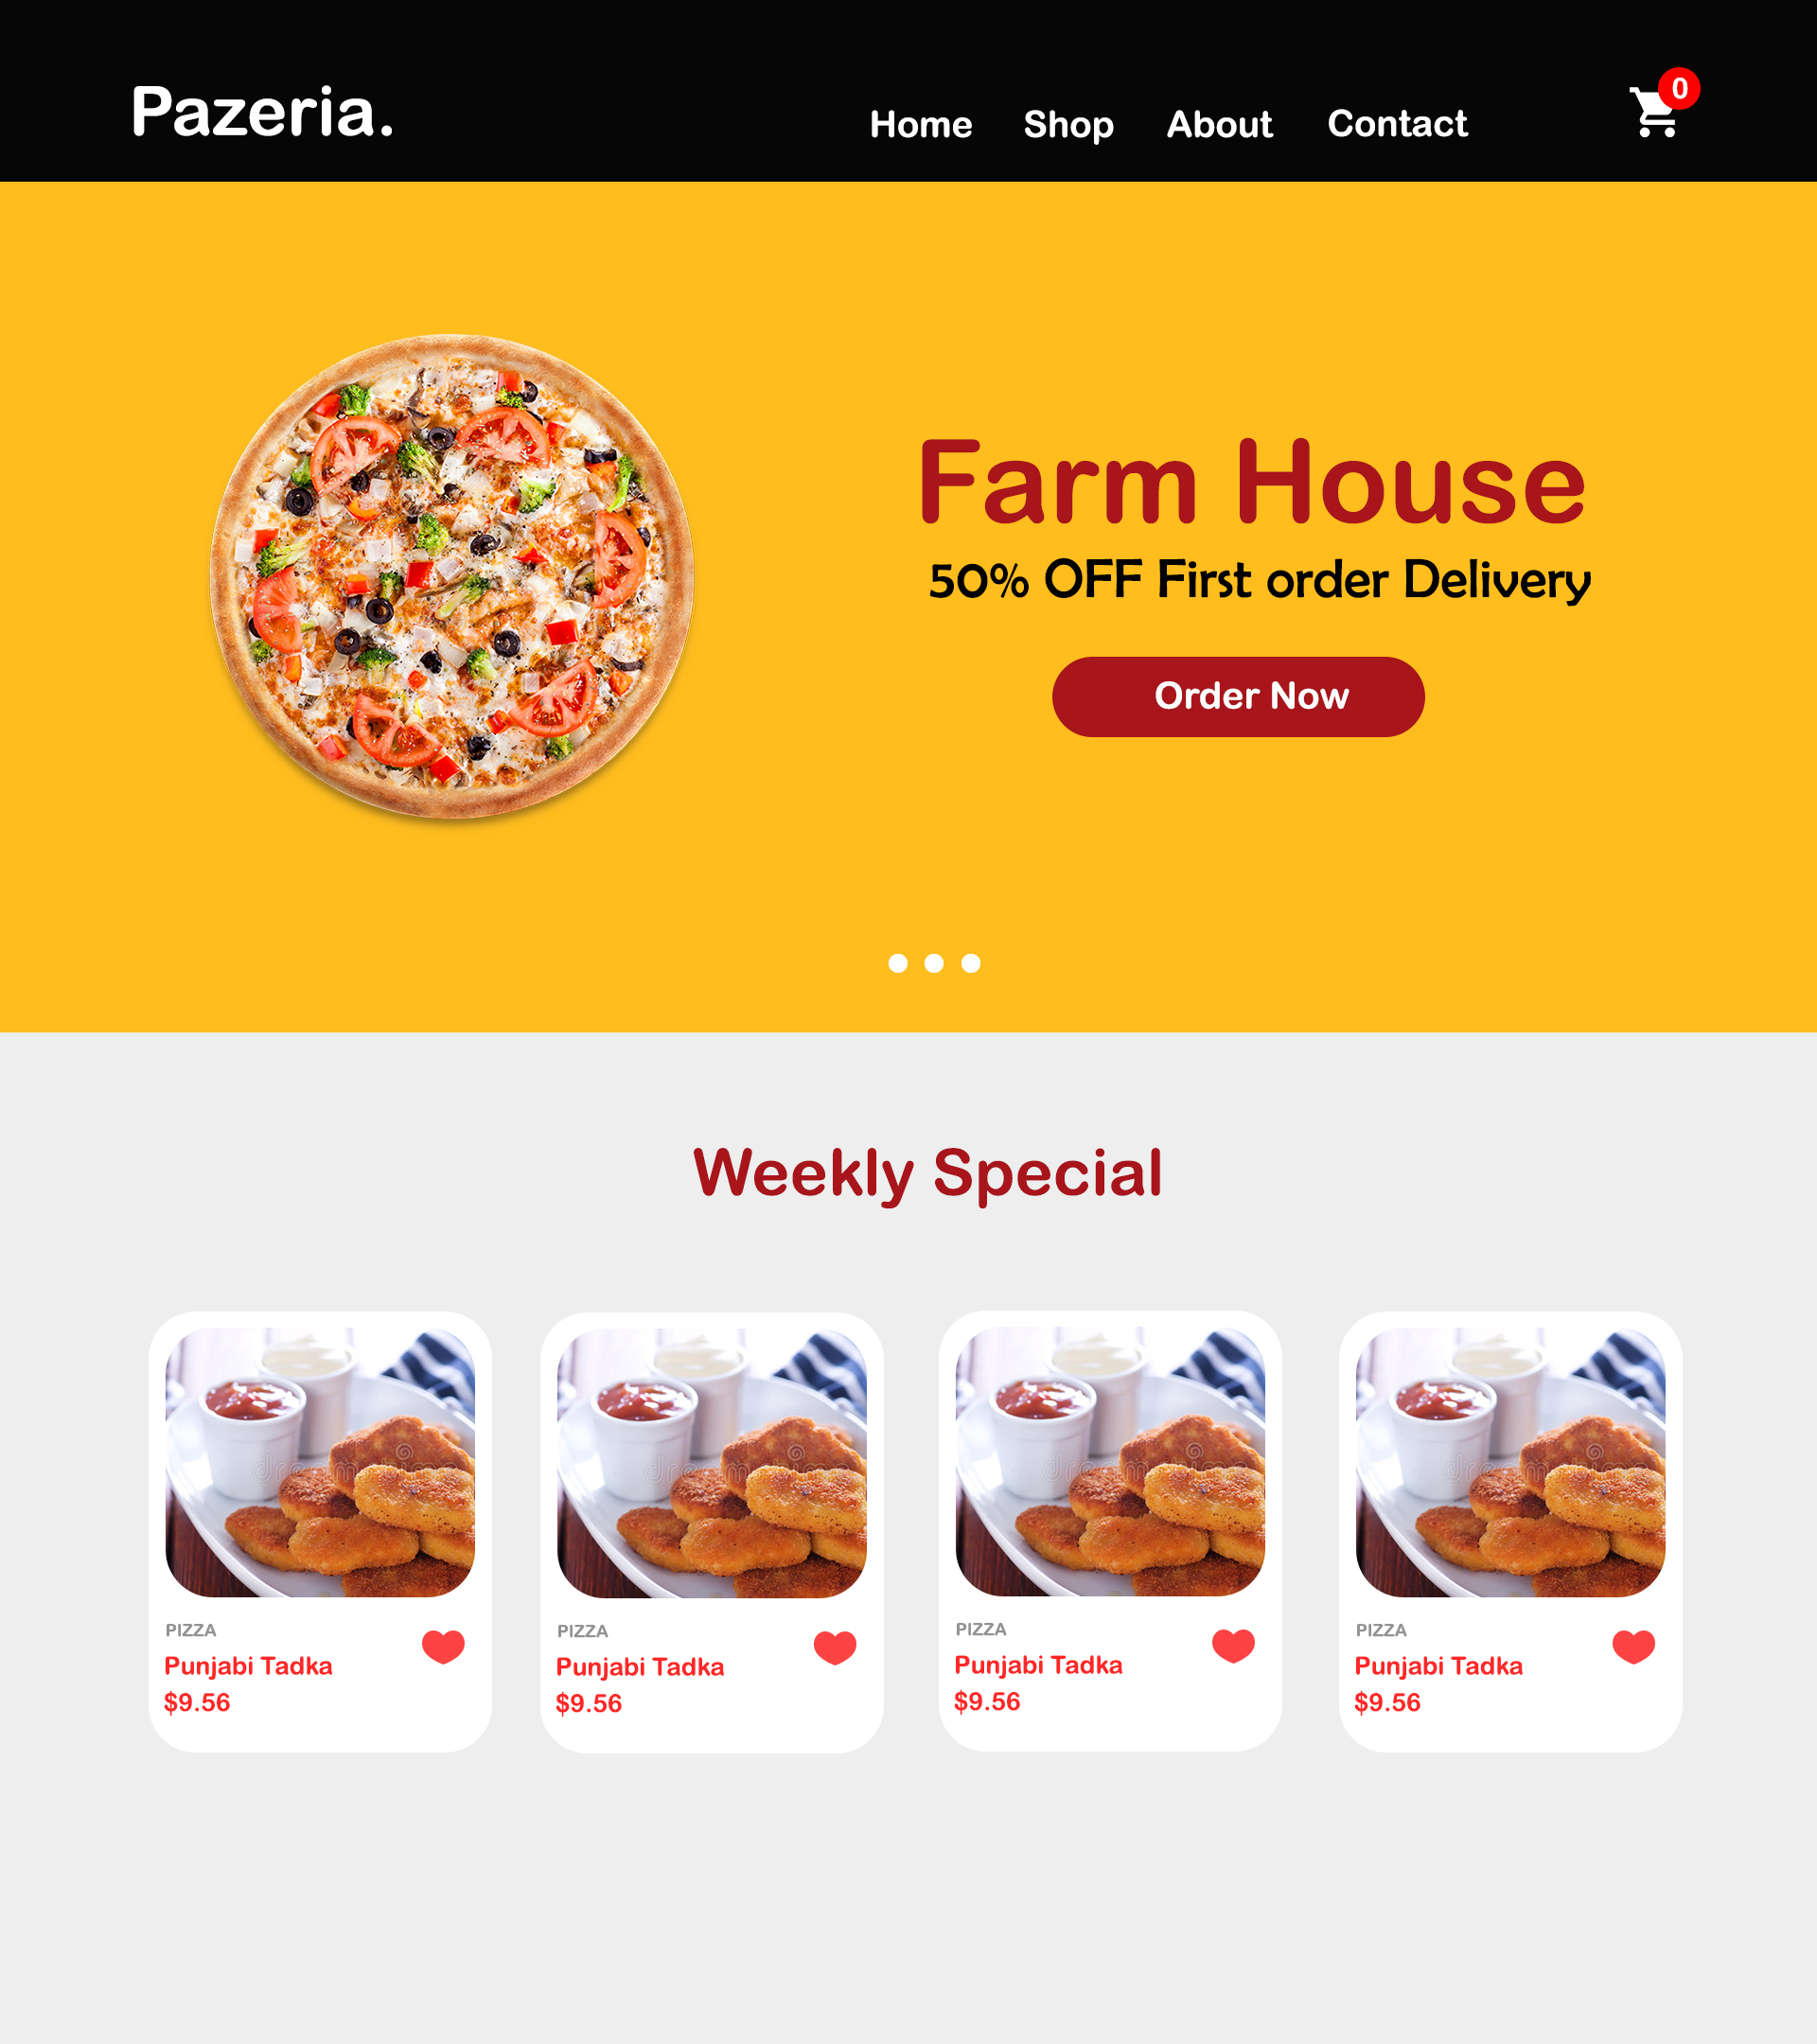 Pazeria.
Home Shop About Contact
0
Farm House
50% OFF First order Delivery
Order Now
Weekly Special
PIZZA
Punjabi Tadka
$9.56
PIZZA
Punjabi Tadka
$9.56
PIZZA
Punjabi Tadka
$9.56
PIZZA
Punjabi Tadka
$9.56